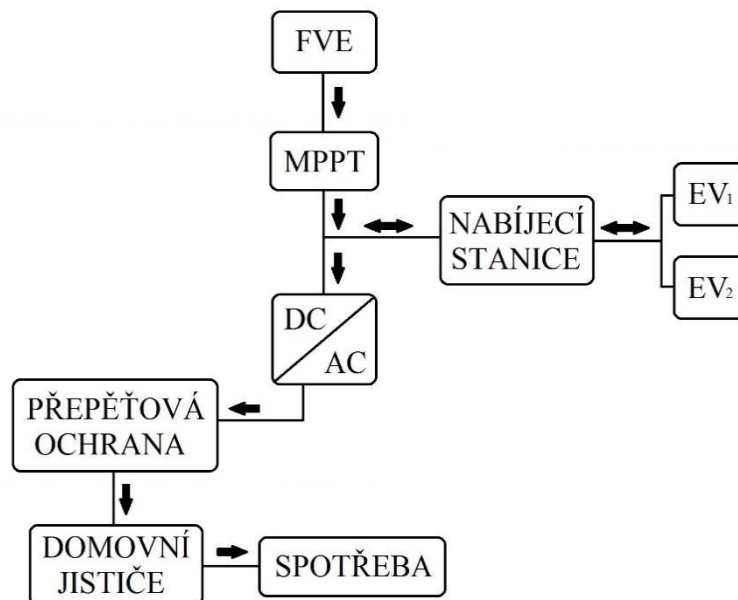 FVE
MPPT
NABÍJECÍ
STANICE
EV1
EV2
DC
AC
PŘEPĚŤOVÁ
OCHRANA
DOMOVNÍ
JISTIČE
SPOTŘEBA